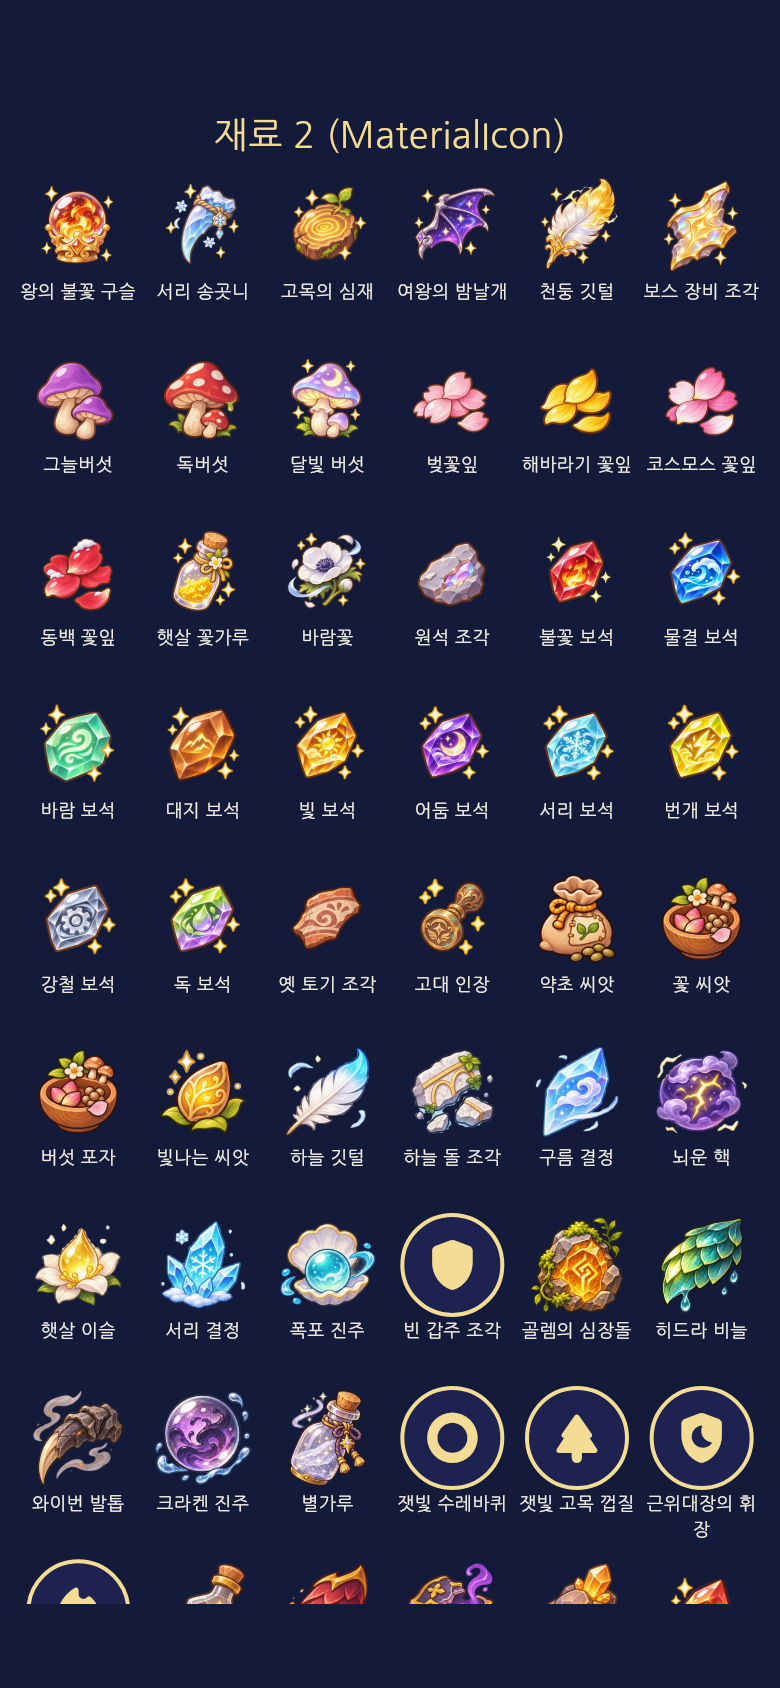 재료 2 (MaterialIcon)
왕의 불꽃 구슬 서리 송곳니 고목의 심재 여왕의 밤날개 천둥 깃털 보스 장비 조각
그늘버섯 독버섯 달빛 버섯 벚꽃잎 해바라기 꽃잎 코스모스 꽃잎
동백 꽃잎 햇살 꽃가루 바람꽃 원석 조각 불꽃 보석 물결 보석
바람 보석 대지 보석 빛 보석 어둠 보석 서리 보석 번개 보석
강철 보석 독 보석 옛 토기 조각 고대 인장 약초 씨앗 꽃 씨앗
버섯 포자 빛나는 씨앗 하늘 깃털 하늘 돌 조각 구름 결정 뇌운 핵
햇살 이슬 서리 결정 폭포 진주 빈 갑주 조각 골렘의 심장돌 히드라 비늘
와이번 발톱 크라켄 진주 별가루 잿빛 수레바퀴 잿빛 고목 껍질 근위대장의 휘
장